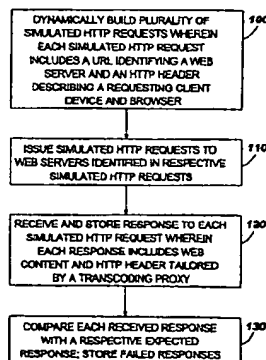 DYNAMICALLY BUILD PLURALITY OF
SIMULATED HTTP REQUESTS WHEREIN
EACH SIMULATED HTTP REQUEST
INCLUDES A URL IDENTIFYING A WEB
SERVER AND AN HTTP HEADER
DESCRIBING A REQUESTING CLIENT
DEVICE AND BROWSER
100
ISSUE SIMULATED HTTP REQUESTS TO
WEB SERVERS IDENTIFIED IN RESPECTIVE
SIMULATED HTTP REQUESTS
110
RECEIVE AND STORE RESPONSE TO EACH
SIMULATED HTTP REQUEST WHEREIN
EACH RESPONSE INCLUDES WEB
CONTENT AND HTTP HEADER TAILORED
BY A TRANSCODING PROXY
120
COMPARE EACH RECEIVED RESPONSE
WITH A RESPECTIVE EXPECTED
RESPONSE; STORE FAILED RESPONSES
130